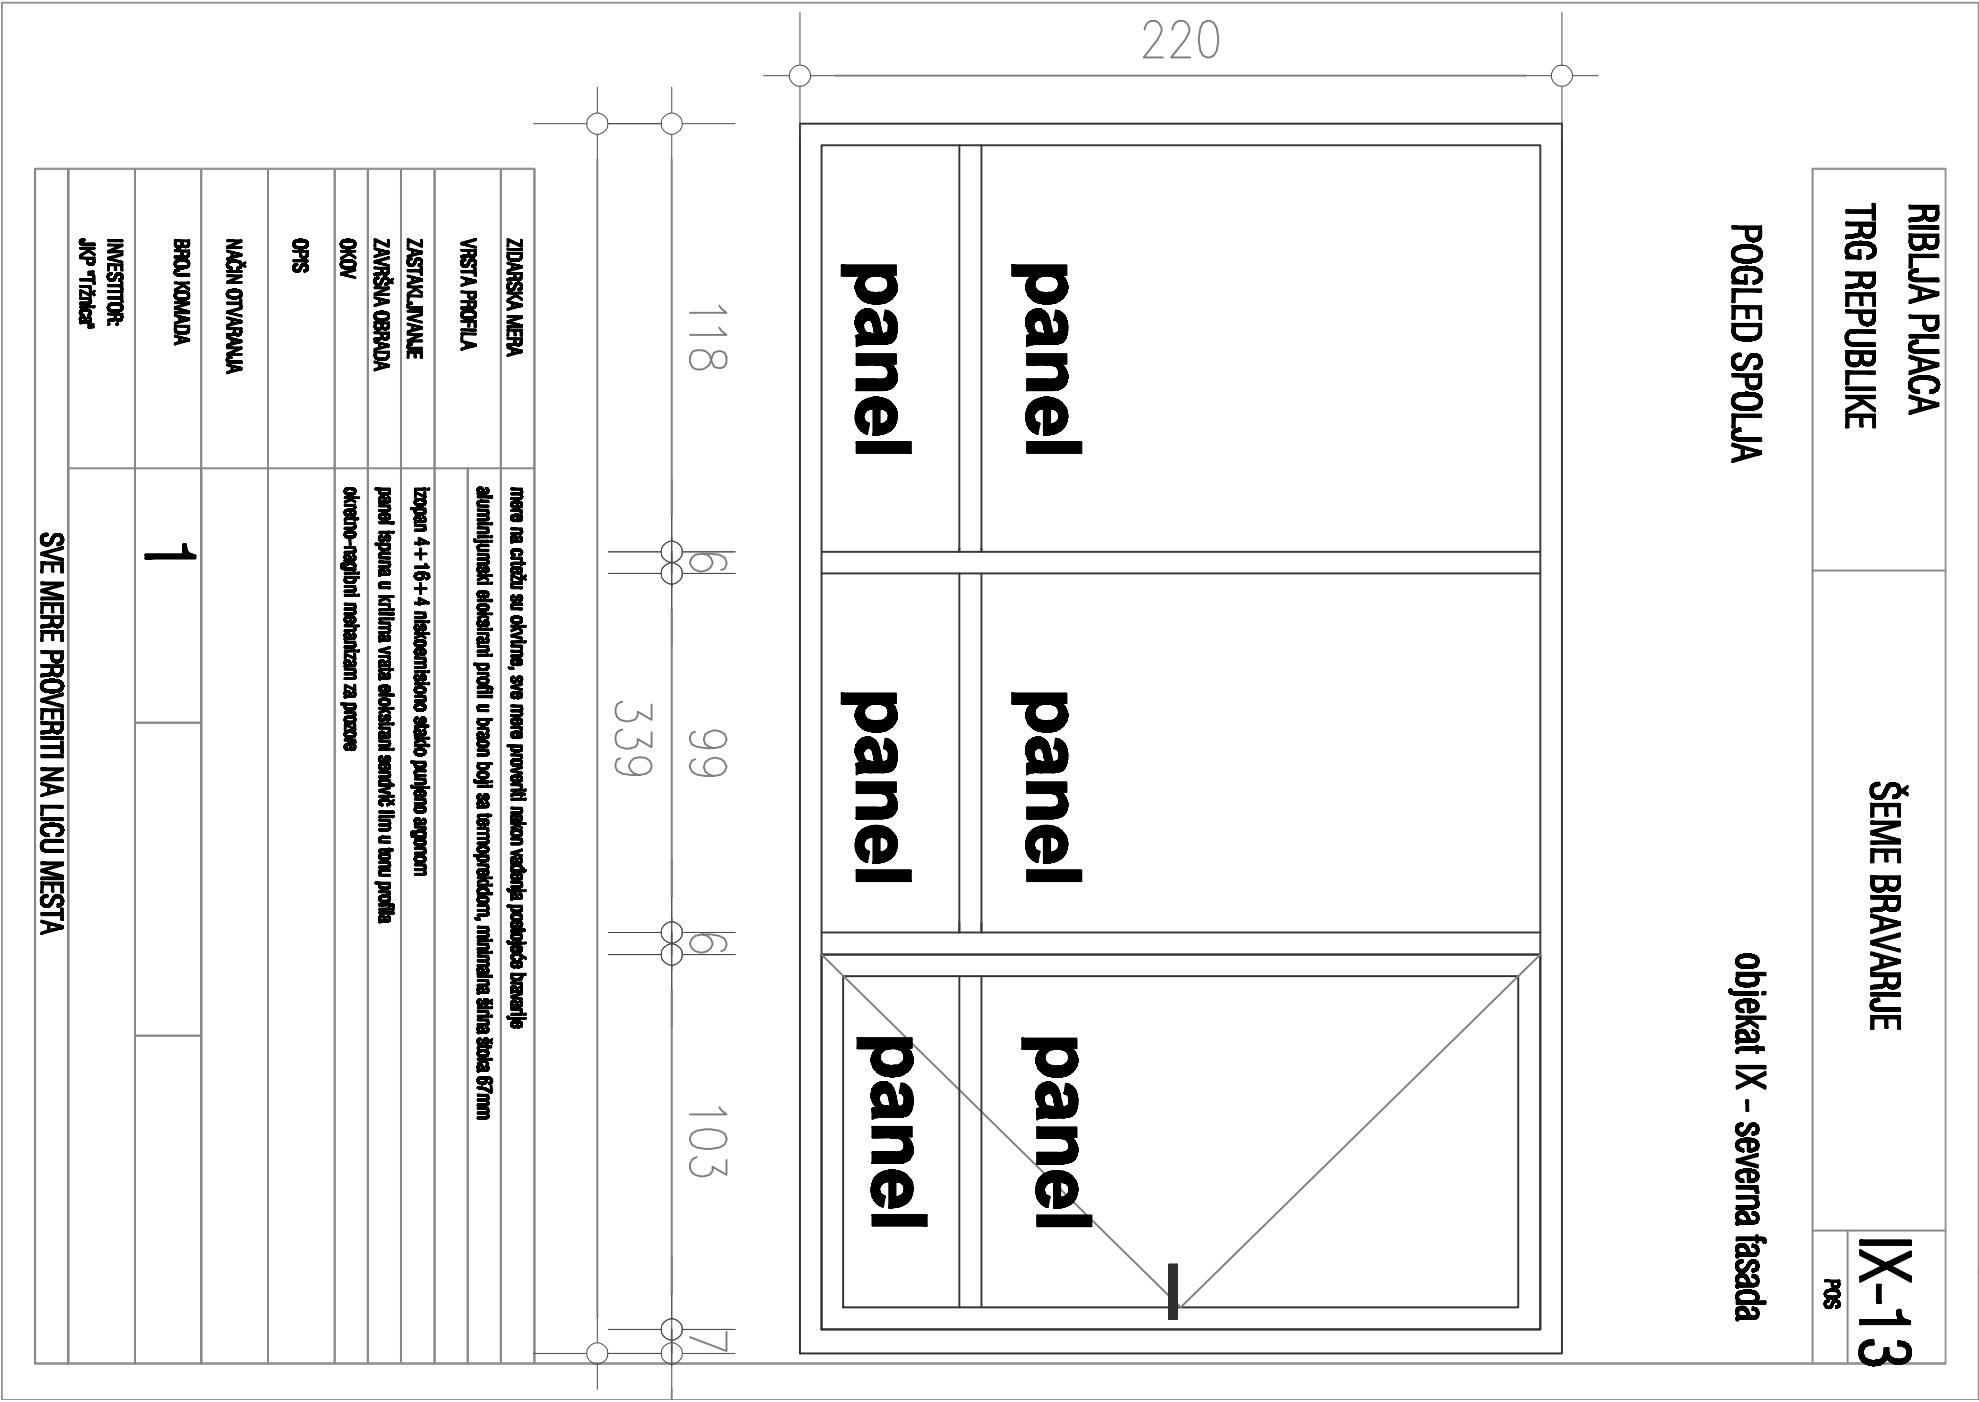 RIBLJA PIJACA
TRG REPUBLIKE
ŠEME BRAVARIJE
IX-13
POS
POGLED SPOLJA
objekat IX - severna fasada
220
panel
panel
panel
panel
panel
panel
118
6
99
6
103
7
339
ZIDARSKA MERA
mere na crtežu su okvirne, sve mere proveriti nakon vađenja postojeće bravarije
VRSTA PROFILA
aluminijumski eloksirani profil u braon boji sa termoprekidom, minimalna širina štoka 67mm
ZASTAKLJIVANJE
izopan 4+16+4 niskoemisiono staklo punjeno argonom
ZAVRŠNA OBRADA
panel ispuna u krilima vrata eloksirani sendvič lim u tonu profila
OKOV
okretno-nagibni mehanizam za prozore
OPIS
NAČIN OTVARANJA
BROJ KOMADA
1
INVESTITOR:
JKP "Tržnica"
SVE MERE PROVERITI NA LICU MESTA